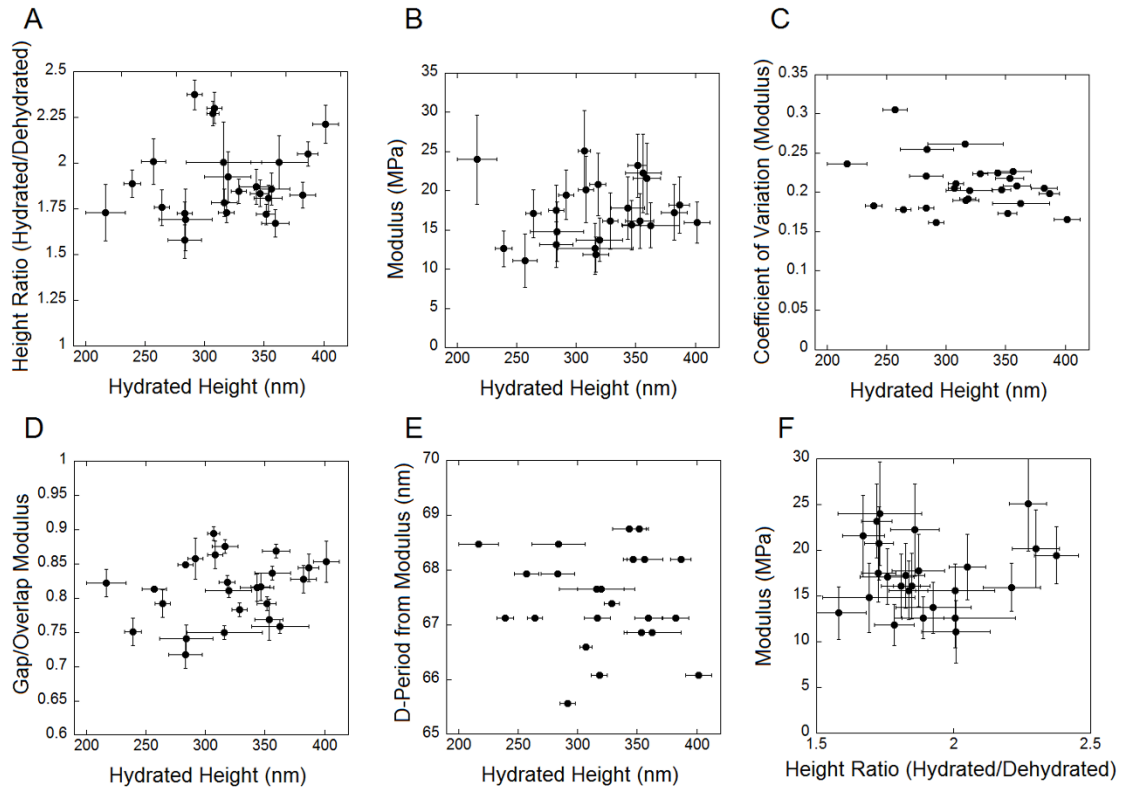 A
Height Ratio (Hydrated/Dehydrated)
2.5
2.25
2
1.75
1.5
1.25
1
200 250 300 350 400
Hydrated Height (nm)
B
Modulus (MPa)
35
30
25
20
15
10
5
0
200 250 300 350 400
Hydrated Height (nm)
C
Coefficient of Variation (Modulus)
0.35
0.3
0.25
0.2
0.15
0.1
0.05
0
200 250 300 350 400
Hydrated Height (nm)
D
Gap/Overlap Modulus
1
0.95
0.9
0.85
0.8
0.75
0.7
0.65
0.6
200 250 300 350 400
Hydrated Height (nm)
E
D-Period from Modulus (nm)
70
69
68
67
66
65
200 250 300 350 400
Hydrated Height (nm)
F
Modulus (MPa)
30
25
20
15
10
5
0
1.5 2 2.5
Height Ratio (Hydrated/Dehydrated)